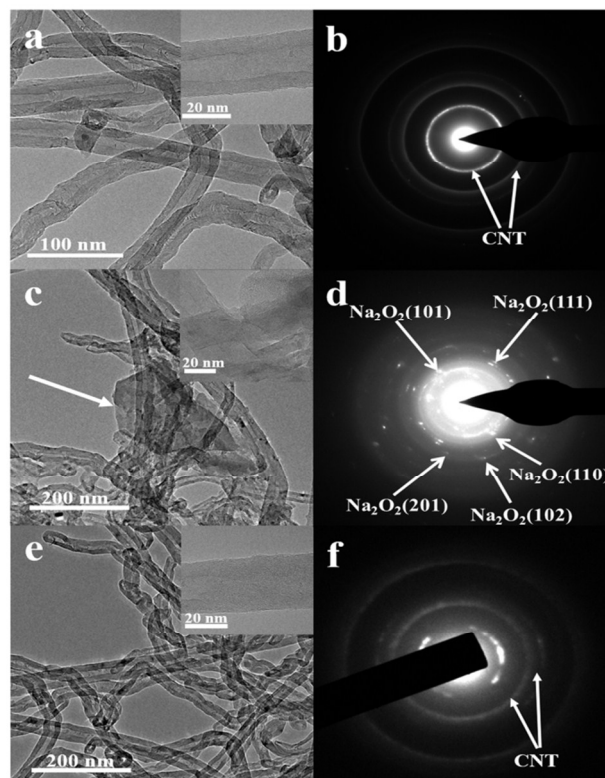 a
20 nm
100 nm
b
CNT
c
20 nm
200 nm
d
Na₂O₂(101)
Na₂O₂(111)
Na₂O₂(110)
Na₂O₂(201)
Na₂O₂(102)
e
20 nm
200 nm
f
CNT